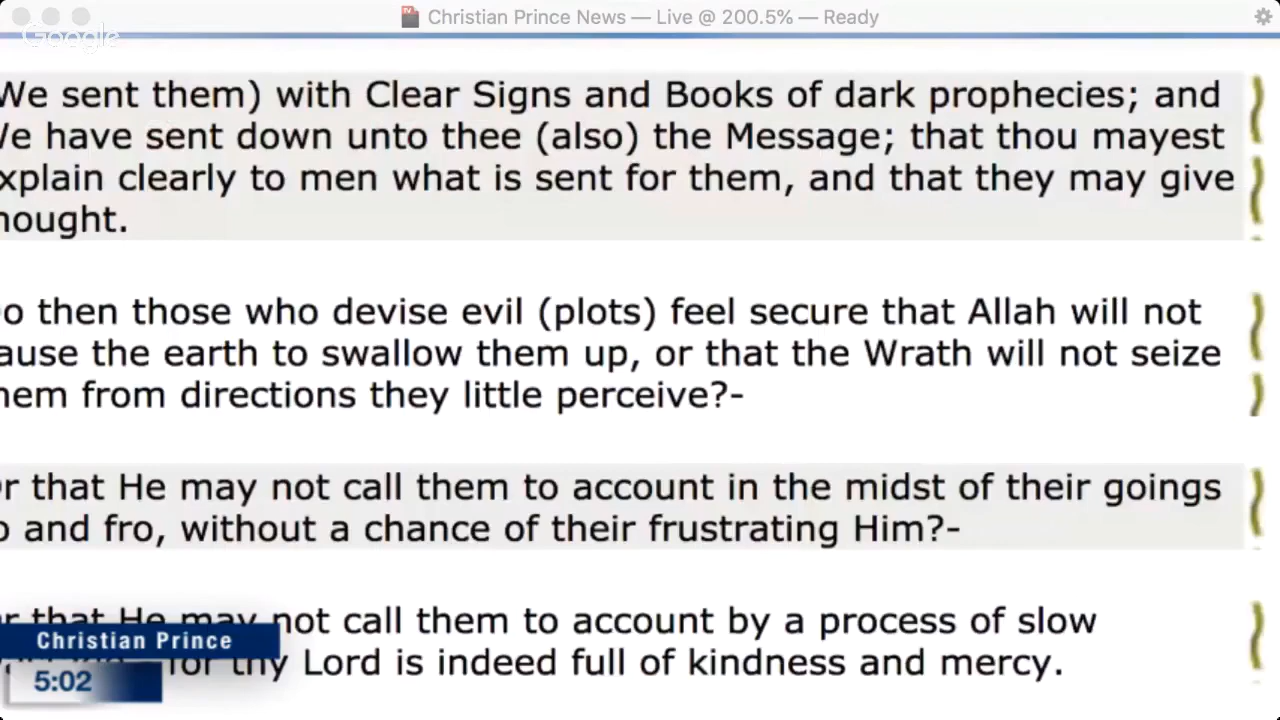 Christian Prince News — Live @ 200.5% — Ready
Google
We sent them) with Clear Signs and Books of dark prophecies; and
We have sent down unto thee (also) the Message; that thou mayest
xplain clearly to men what is sent for them, and that they may give
hought.
o then those who devise evil (plots) feel secure that Allah will not
ause the earth to swallow them up, or that the Wrath will not seize
hem from directions they little perceive?-
Or that He may not call them to account in the midst of their goings
o and fro, without a chance of their frustrating Him?-
r that He may not call them to account by a process of slow
for thy Lord is indeed full of kindness and mercy.
Christian Prince
5:02